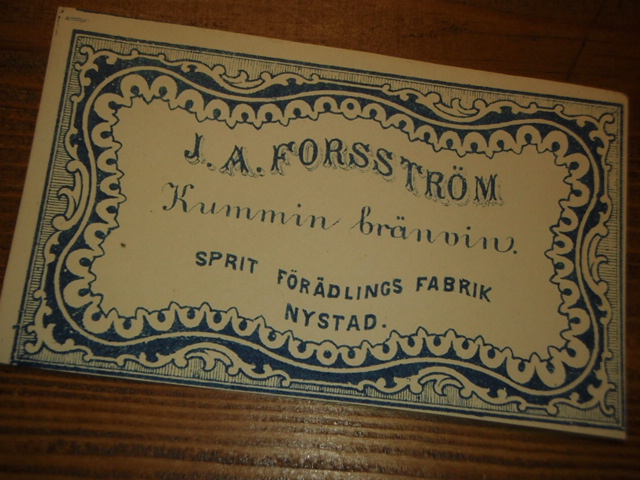 J. A. FORSSTRÖM
Kummin bränvin.
SPRIT FÖRÄDLINGS FABRIK
NYSTAD.